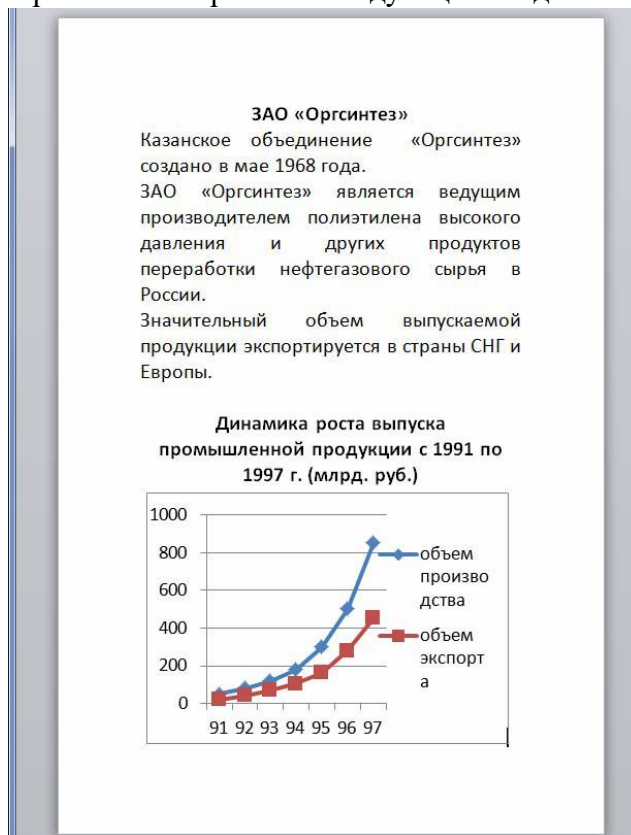 ЗАО «Оргсинтез»
Казанское объединение «Оргсинтез»
создано в мае 1968 года.
ЗАО «Оргсинтез» является ведущим
производителем полиэтилена высокого
давления и других продуктов
переработки нефтегазового сырья в
России.
Значительный объем выпускаемой
продукции экспортируется в страны СНГ и
Европы.
Динамика роста выпуска
промышленной продукции с 1991 по
1997 г. (млрд. руб.)
1000
800
600
400
200
0
91 92 93 94 95 96 97
объем
произво
дства
объем
экспорт
а